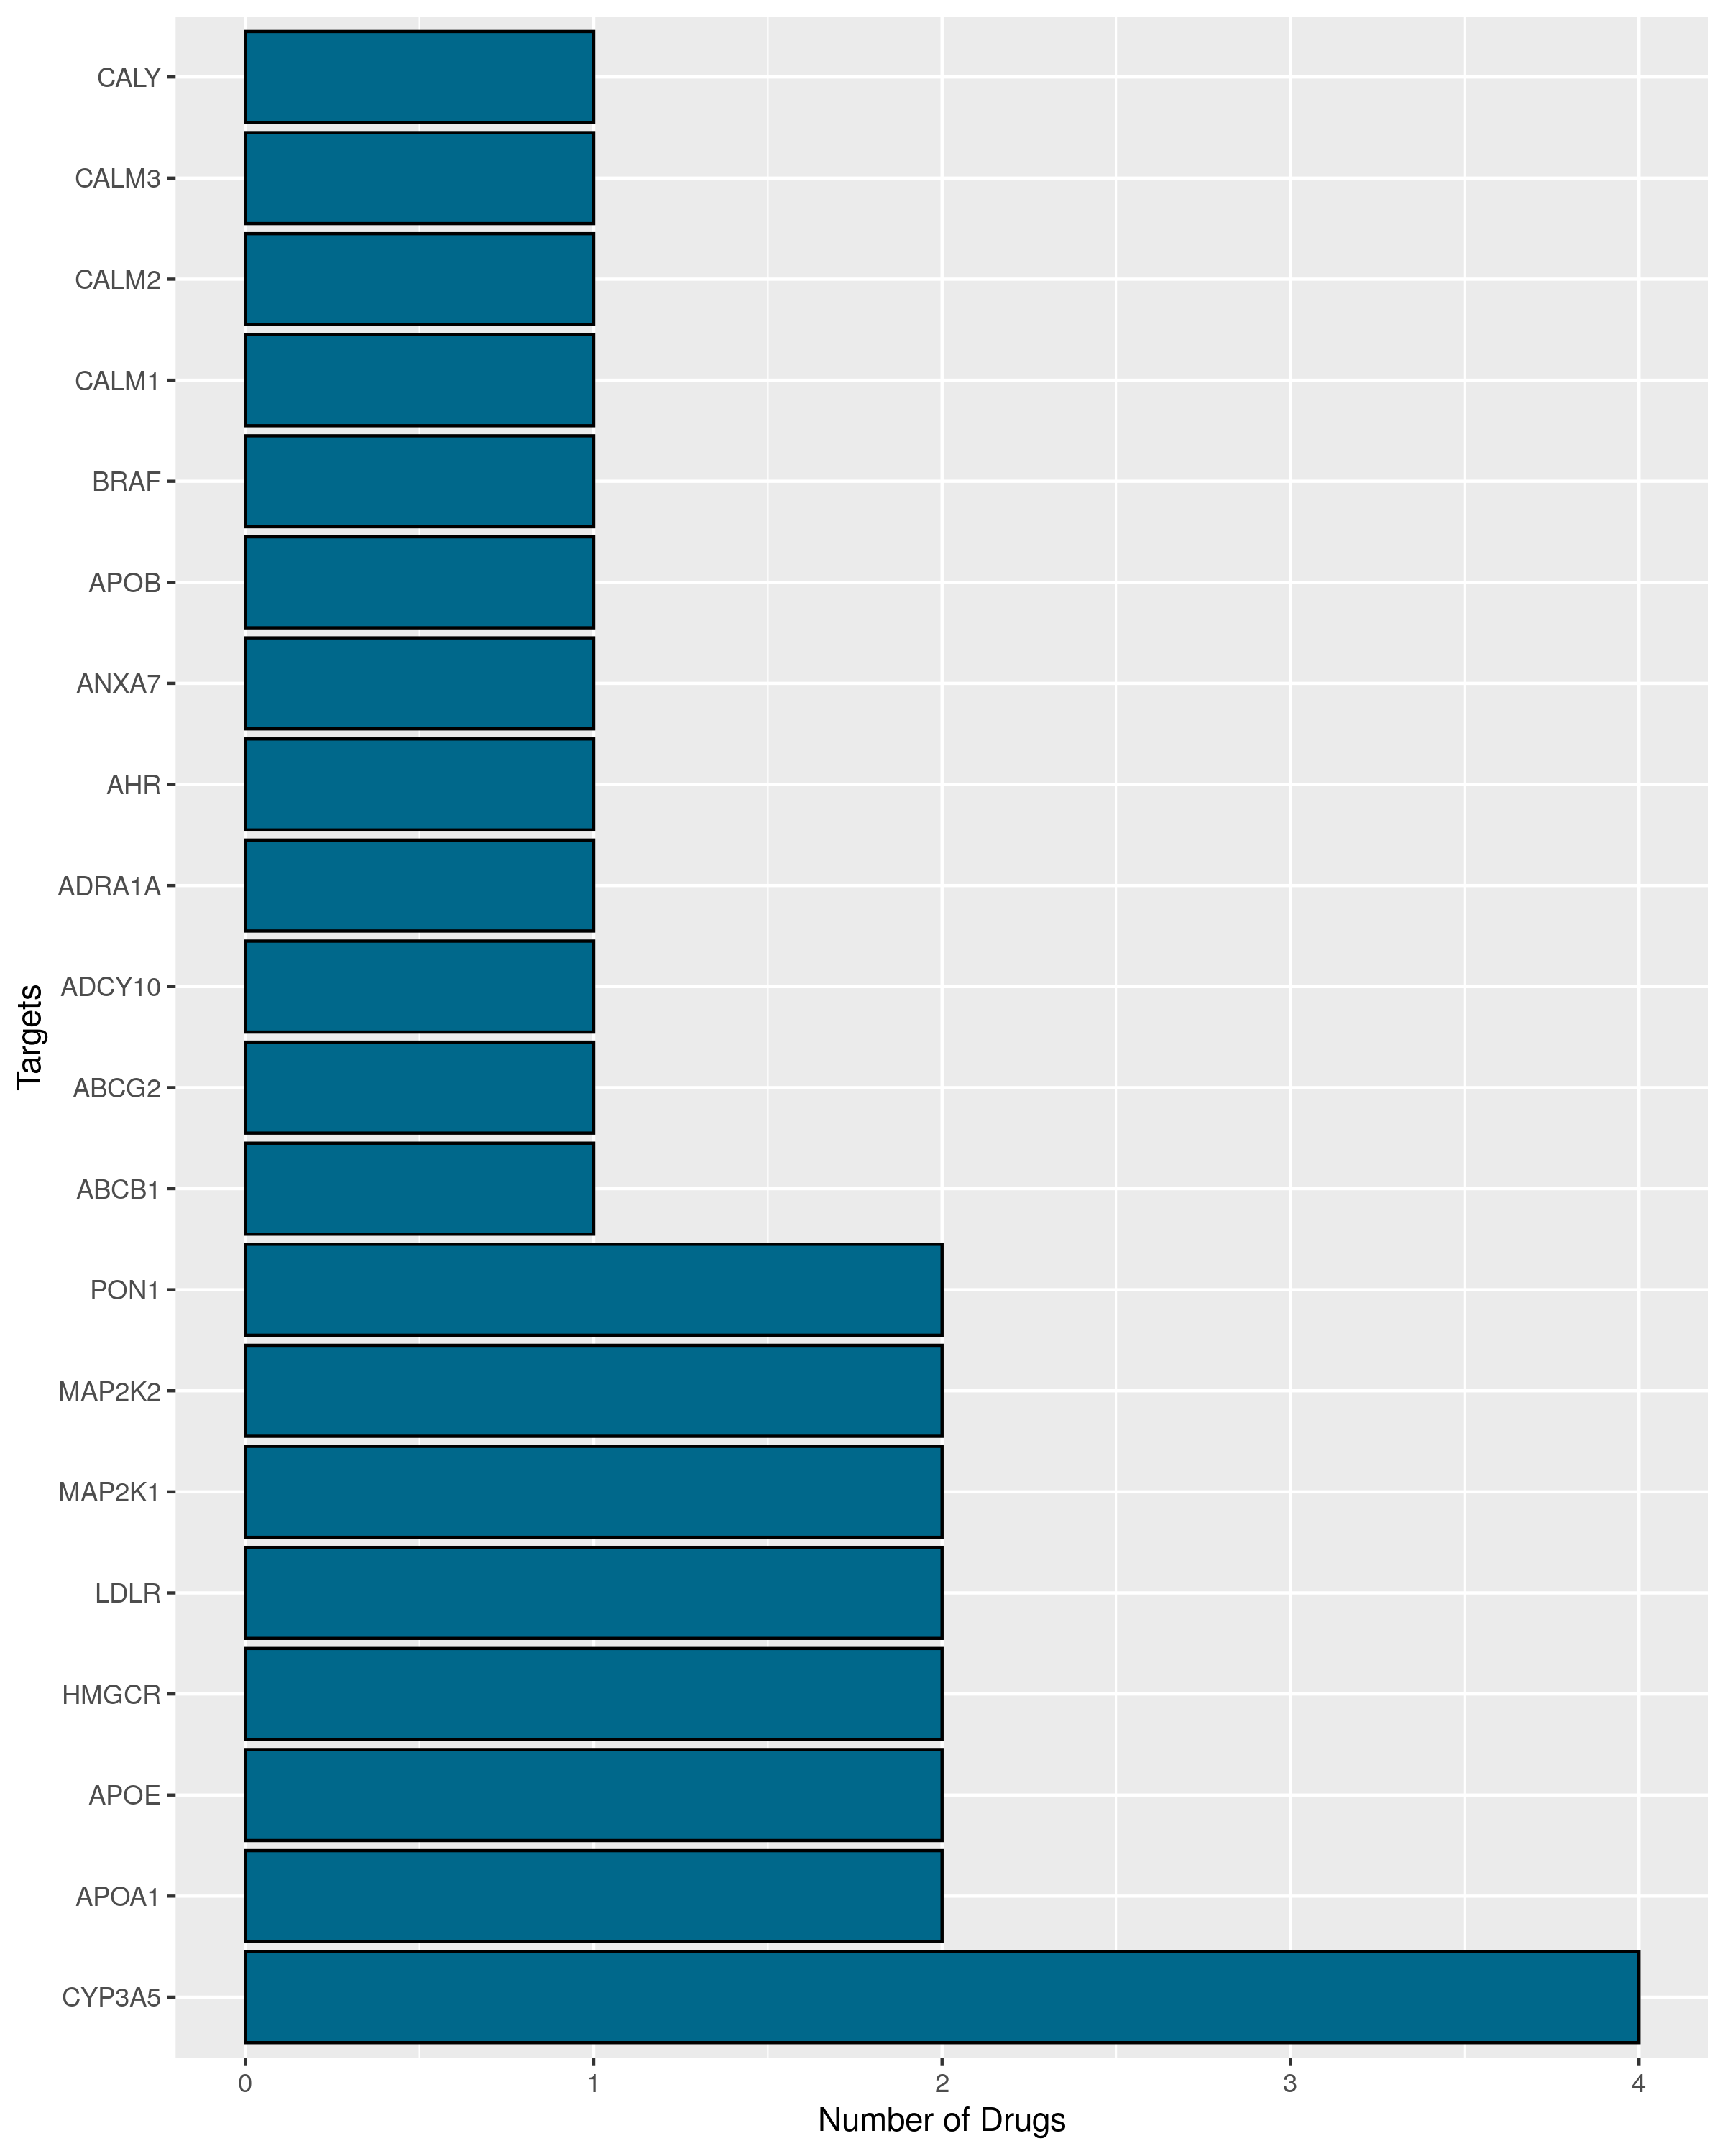 CALY
CALM3
CALM2
CALM1
BRAF
APOB
ANXA7
AHR
ADRA1A
ADCY10
ABCG2
ABCB1
PON1
MAP2K2
MAP2K1
LDLR
HMGCR
APOE
APOA1
CYP3A5
Targets
0 1 2 3 4
Number of Drugs